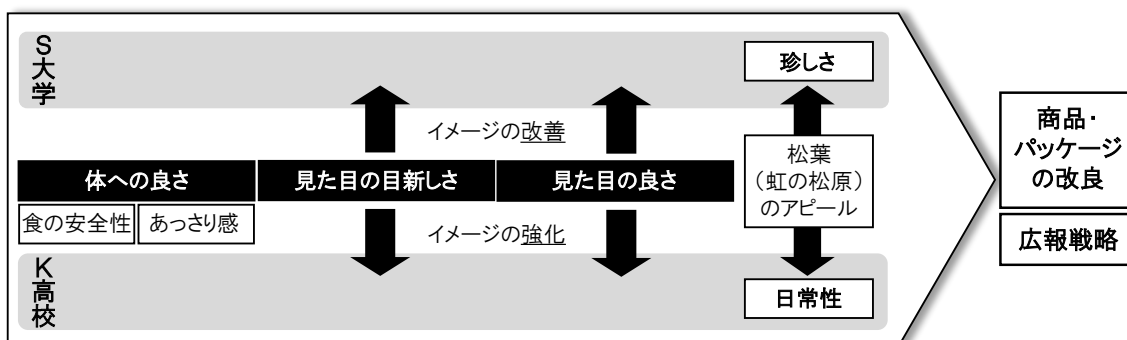 S大学
珍しさ
イメージの改善
体への良さ
見た目の目新しさ
見た目の良さ
松葉
（虹の松原）
のアピール
食の安全性
あっさり感
イメージの強化
K高校
日常性
商品・
パッケージ
の改良
広報戦略